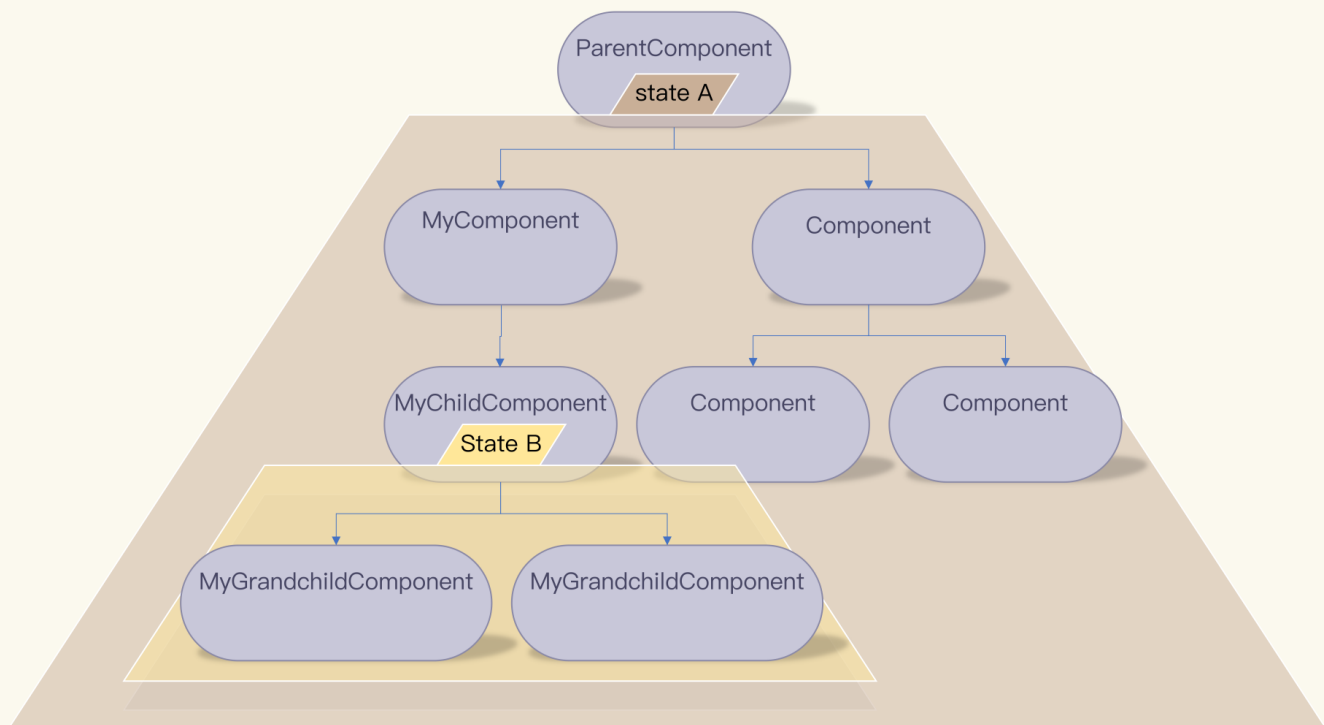 ParentComponent
state A
MyComponent
Component
MyChildComponent
State B
Component
Component
MyGrandchildComponent
MyGrandchildComponent